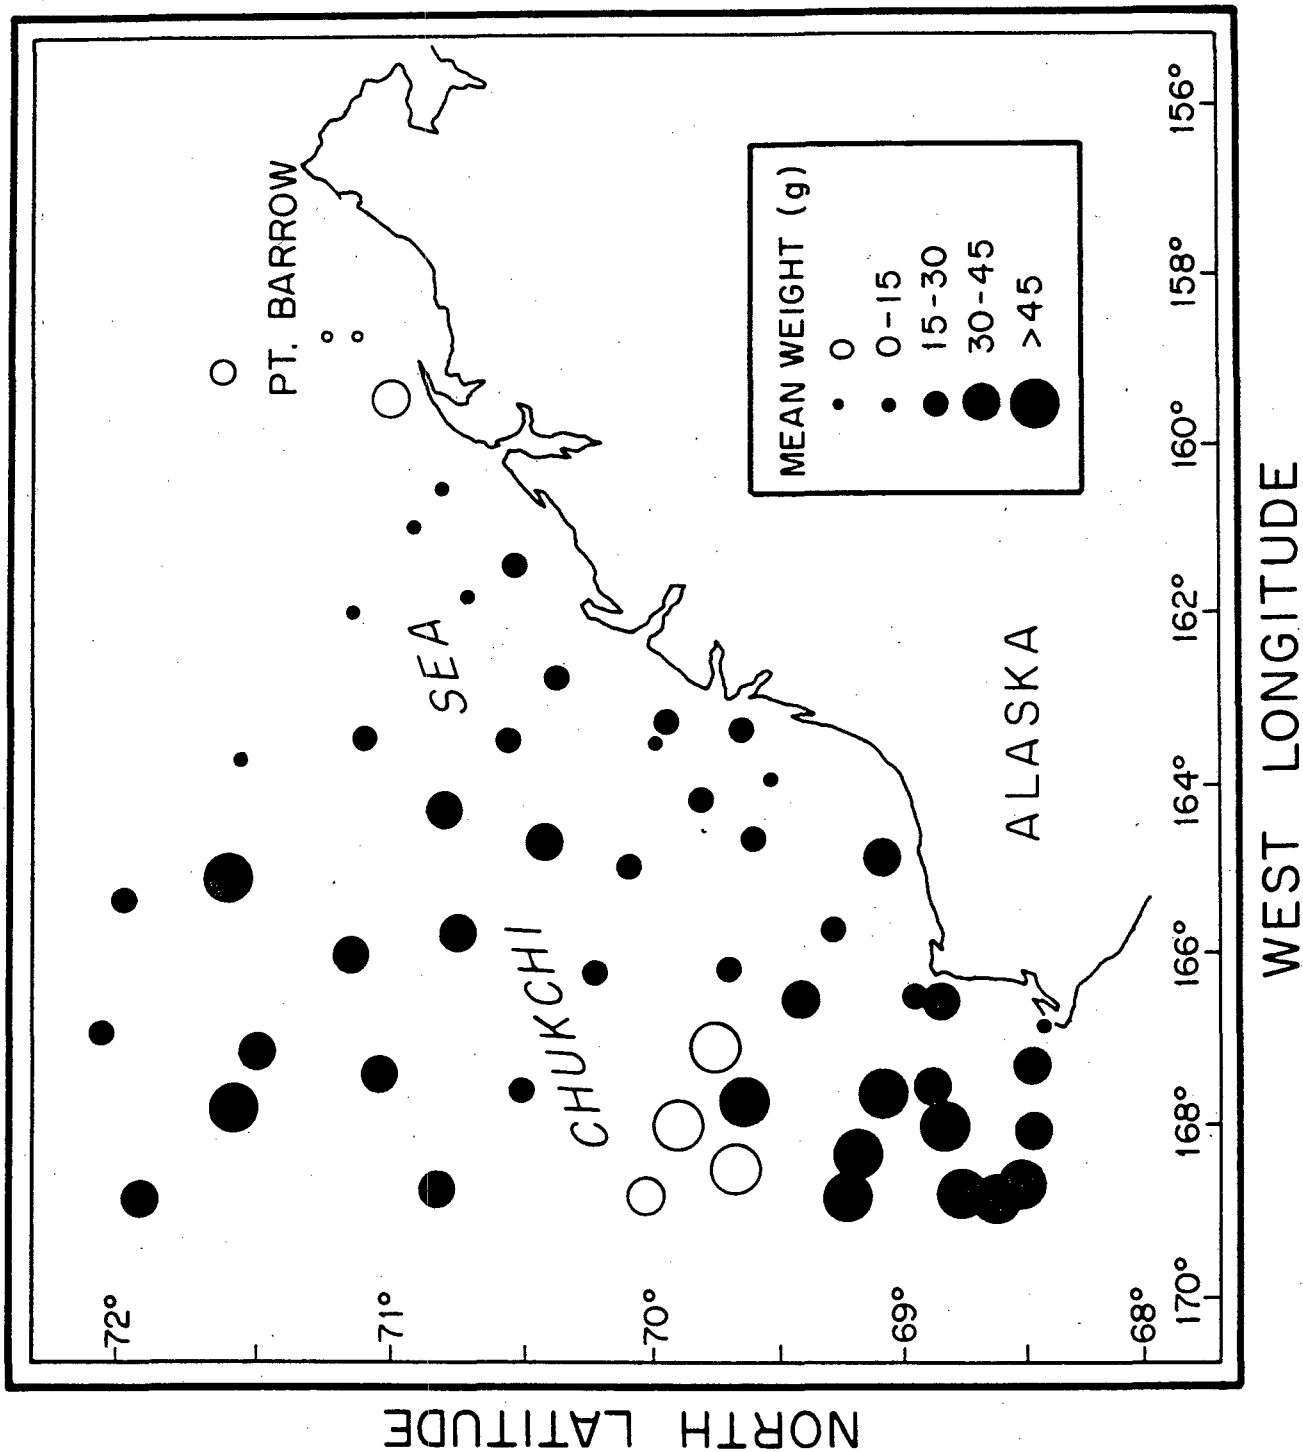 PT. BARROW
SEA
CHUKCHI
ALASKA
MEAN WEIGHT (g)
0
0-15
15-30
30-45
>45
72°
71°
70°
69°
68°
170°
168°
166°
164°
162°
160°
158°
156°
NORTH LATITUDE
WEST LONGITUDE